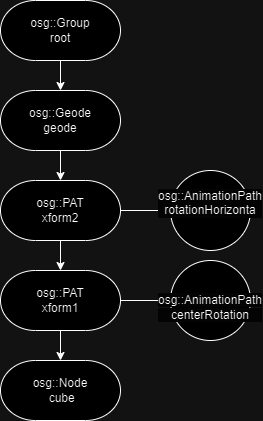 osg::Group
root
osg::Geode
geode
osg::PAT
xform2
osg::AnimationPath
rotationHorizonta
osg::PAT
xform1
osg::AnimationPath
centerRotation
osg::Node
cube